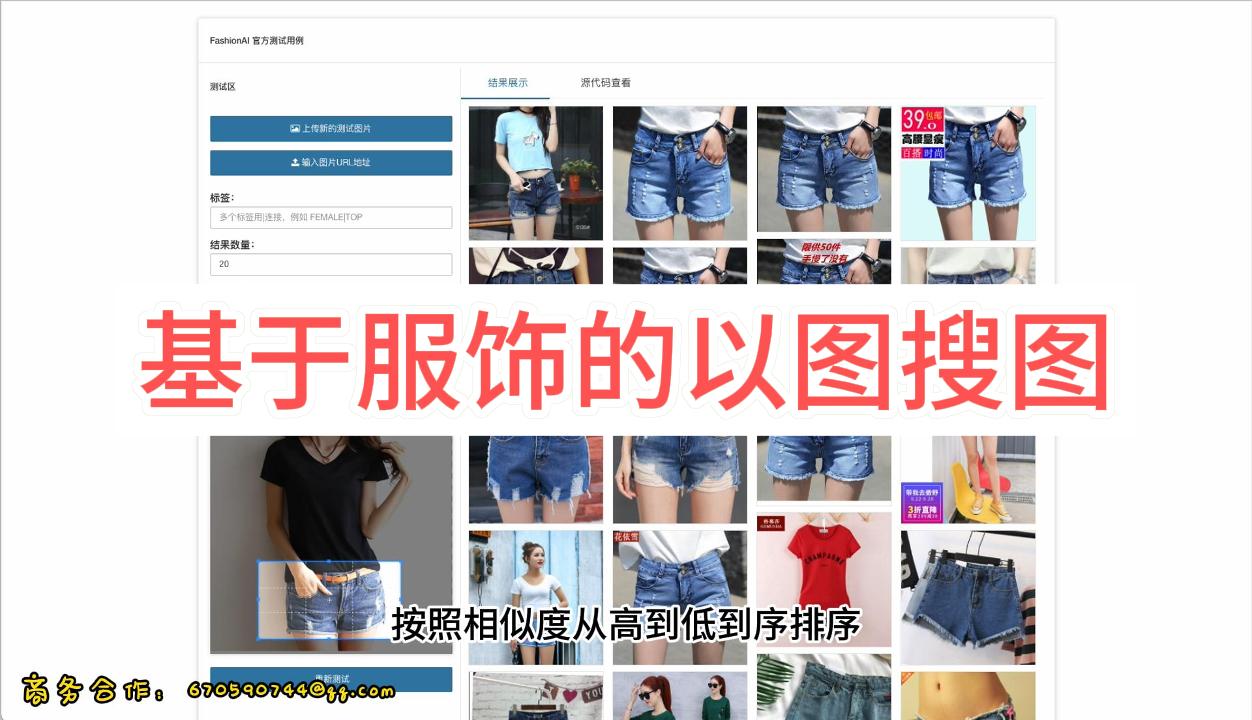 FashionAI 官方测试用例
测试区
结果展示
源代码查看
上传新的测试图片
输入图片URL地址
标签:
多个标签用|连接, 例如 FEMALE|TOP
结果数量:
20
39.0 包邮
高腰显瘦
百搭 时尚
限供50件
手慢了没有
基于服饰的以图搜图
带我去撒野
3折直降
花依雪
CHAMPAGNE
YOU
按照相似度从高到低到序排序
重新测试
商务合作：670590744@qq.com